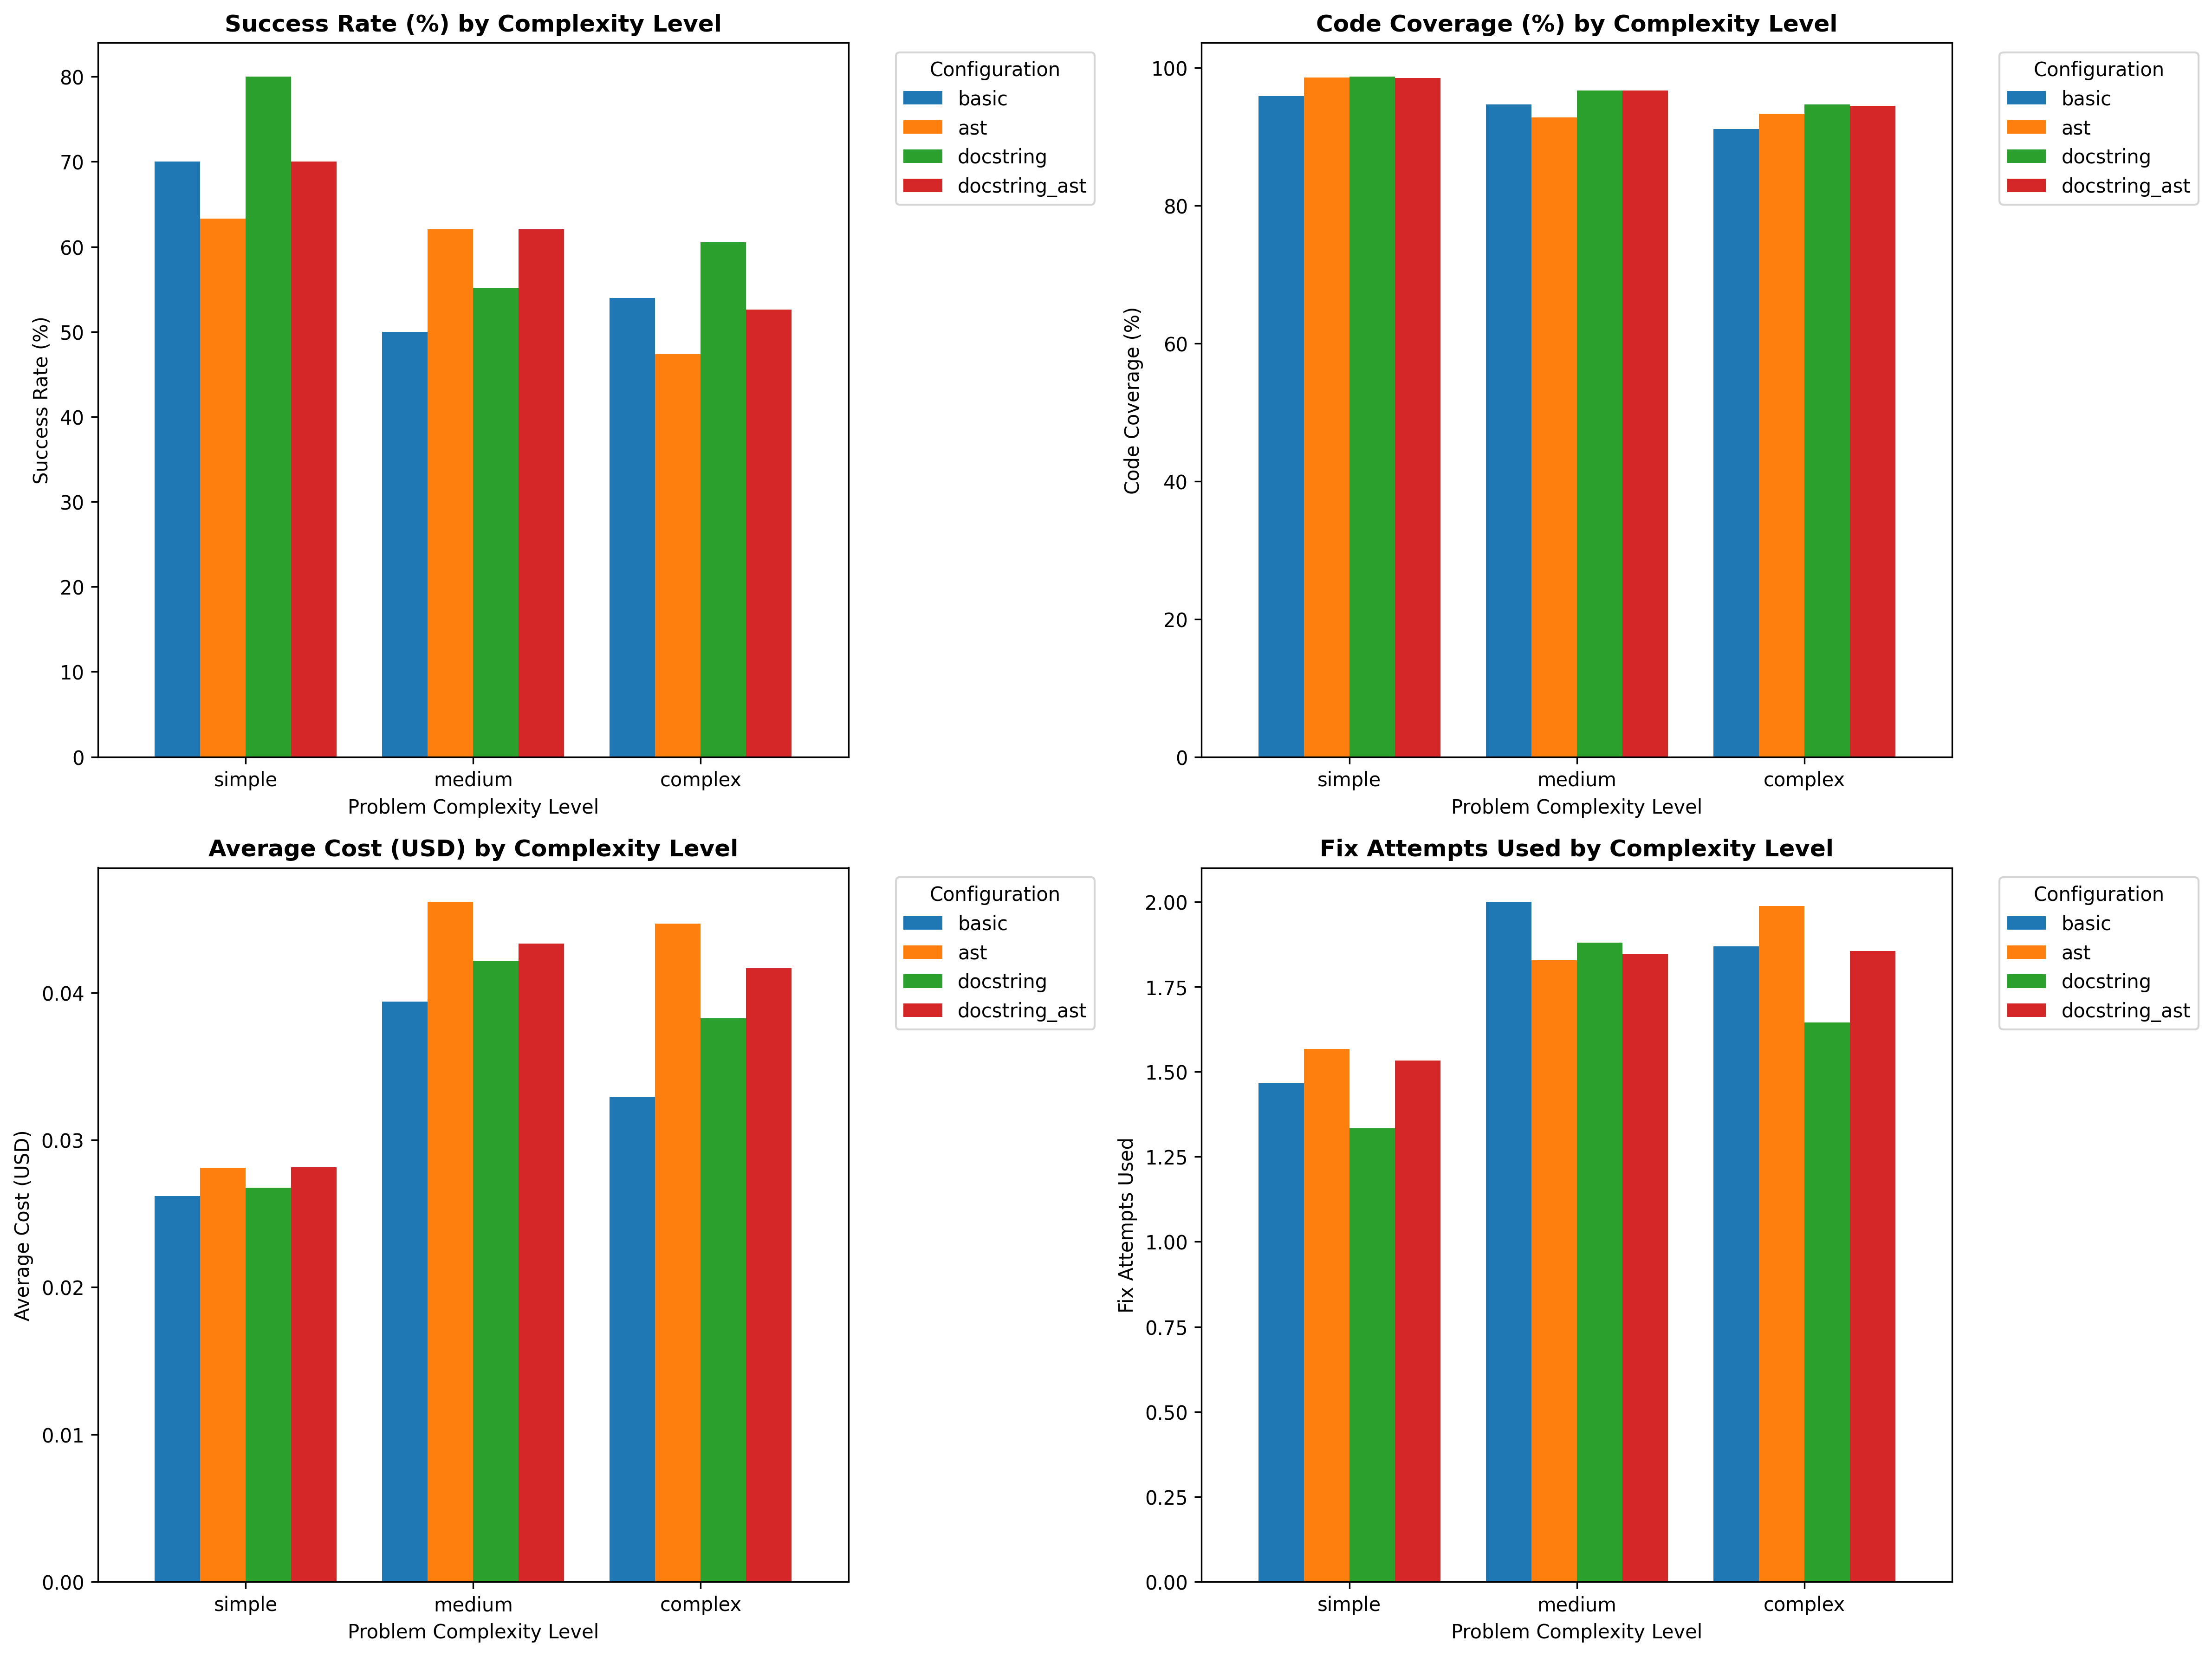 Success Rate (%) by Complexity Level
Success Rate (%)
80
70
60
50
40
30
20
10
0
simple
medium
complex
Problem Complexity Level
Configuration
basic
ast
docstring
docstring_ast
Code Coverage (%) by Complexity Level
Code Coverage (%)
100
80
60
40
20
0
simple
medium
complex
Problem Complexity Level
Configuration
basic
ast
docstring
docstring_ast
Average Cost (USD) by Complexity Level
Average Cost (USD)
0.04
0.03
0.02
0.01
0.00
simple
medium
complex
Problem Complexity Level
Configuration
basic
ast
docstring
docstring_ast
Fix Attempts Used by Complexity Level
Fix Attempts Used
2.00
1.75
1.50
1.25
1.00
0.75
0.50
0.25
0.00
simple
medium
complex
Problem Complexity Level
Configuration
basic
ast
docstring
docstring_ast